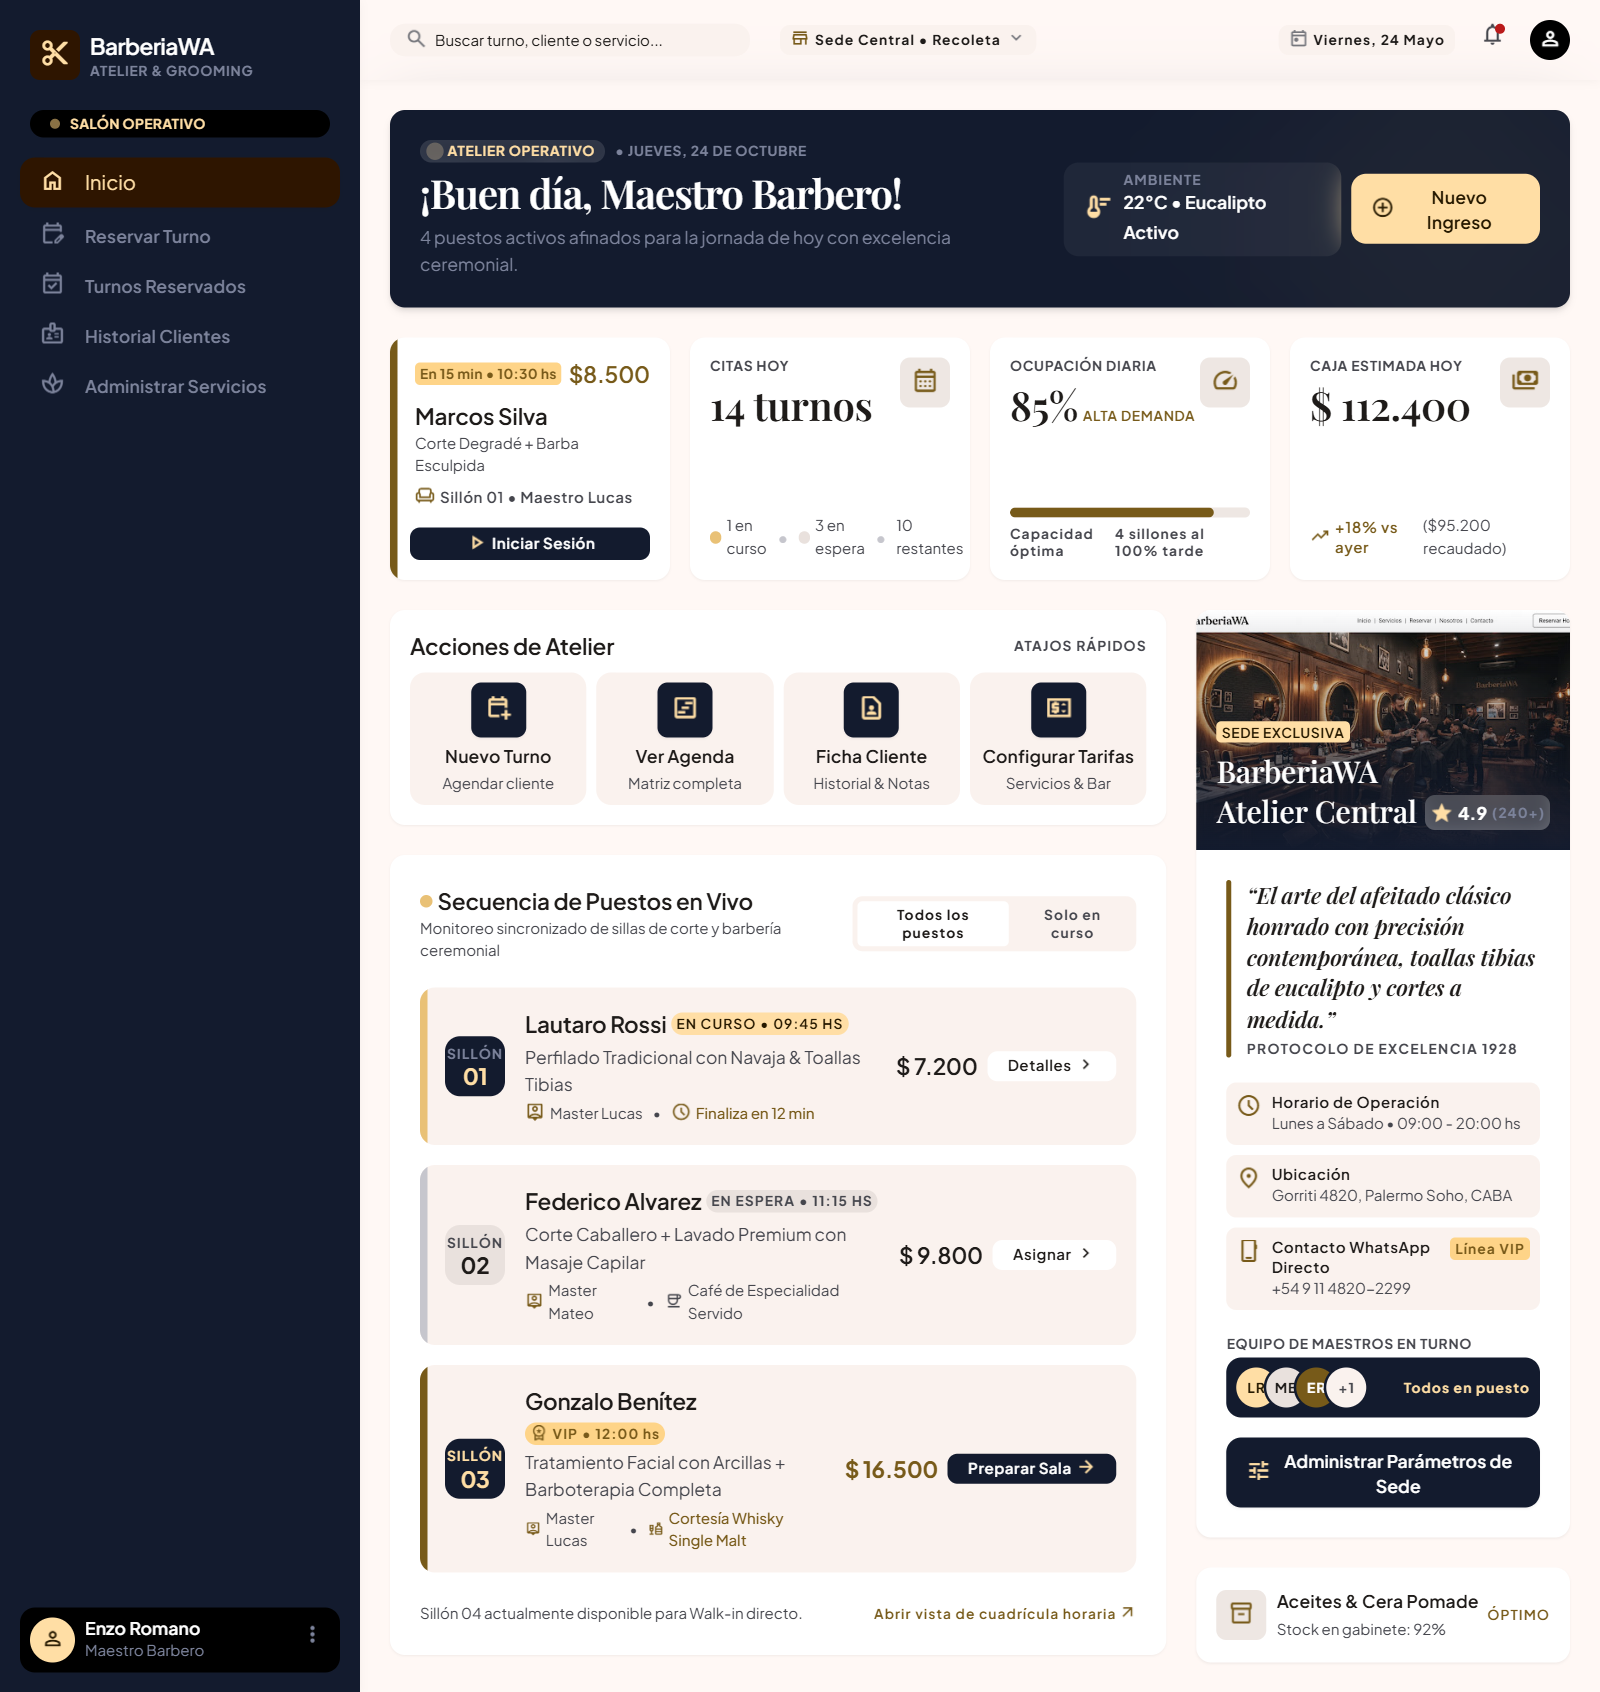 BarberiaWA
ATELIER & GROOMING
SALÓN OPERATIVO
Inicio
Reservar Turno
Turnos Reservados
Historial Clientes
Administrar Servicios
Enzo Romano
Maestro Barbero
Buscar turno, cliente o servicio...
Sede Central • Recoleta
Viernes, 24 Mayo
ATELIER OPERATIVO
• JUEVES, 24 DE OCTUBRE
¡Buen día, Maestro Barbero!
4 puestos activos afinados para la jornada de hoy con excelencia
ceremonial.
AMBIENTE
22°C • Eucalipto
Activo
Nuevo
Ingreso
En 15 min • 10:30 hs
$8.500
Marcos Silva
Corte Degradé + Barba
Esculpida
Sillón 01 • Maestro Lucas
Iniciar Sesión
CITAS HOY
14 turnos
1 en
curso
3 en
espera
10
restantes
OCUPACIÓN DIARIA
85%
ALTA DEMANDA
Capacidad
óptima
4 sillones al
100% tarde
CAJA ESTIMADA HOY
$ 112.400
+18% vs
ayer
($95.200
recaudado)
Acciones de Atelier
ATAJOS RÁPIDOS
Nuevo Turno
Agendar cliente
Ver Agenda
Matriz completa
Ficha Cliente
Historial & Notas
Configurar Tarifas
Servicios & Bar
Secuencia de Puestos en Vivo
Monitoreo sincronizado de sillas de corte y barbería
ceremonial
Todos los
puestos
Solo en
curso
SILLÓN
01
Lautaro Rossi
EN CURSO • 09:45 HS
Perfilado Tradicional con Navaja & Toallas
Tibias
Master Lucas
•
Finaliza en 12 min
$ 7.200
Detalles
SILLÓN
02
Federico Alvarez
EN ESPERA • 11:15 HS
Corte Caballero + Lavado Premium con
Masaje Capilar
Master
Mateo
•
Café de Especialidad
Servido
$ 9.800
Asignar
SILLÓN
03
Gonzalo Benítez
VIP • 12:00 hs
Tratamiento Facial con Arcillas +
Barboterapia Completa
Master
Lucas
•
Cortesía Whisky
Single Malt
$ 16.500
Preparar Sala
Sillón 04 actualmente disponible para Walk-in directo.
Abrir vista de cuadrícula horaria
arberiaWA
Inicio | Servicios | Reservar | Nosotros | Contacto
Reservar Ho
BarberiaWA
SEDE EXCLUSIVA
BarberiaWA
Atelier Central
4.9 (240+)
“El arte del afeitado clásico
honrado con precisión
contemporánea, toallas tibias
de eucalipto y cortes a
medida.”
PROTOCOLO DE EXCELENCIA 1928
Horario de Operación
Lunes a Sábado • 09:00 - 20:00 hs
Ubicación
Gorriti 4820, Palermo Soho, CABA
Contacto WhatsApp
Directo
Línea VIP
+54 9 11 4820-2299
EQUIPO DE MAESTROS EN TURNO
LR
ME
ER
+1
Todos en puesto
Administrar Parámetros de
Sede
Aceites & Cera Pomade
Stock en gabinete: 92%
ÓPTIMO